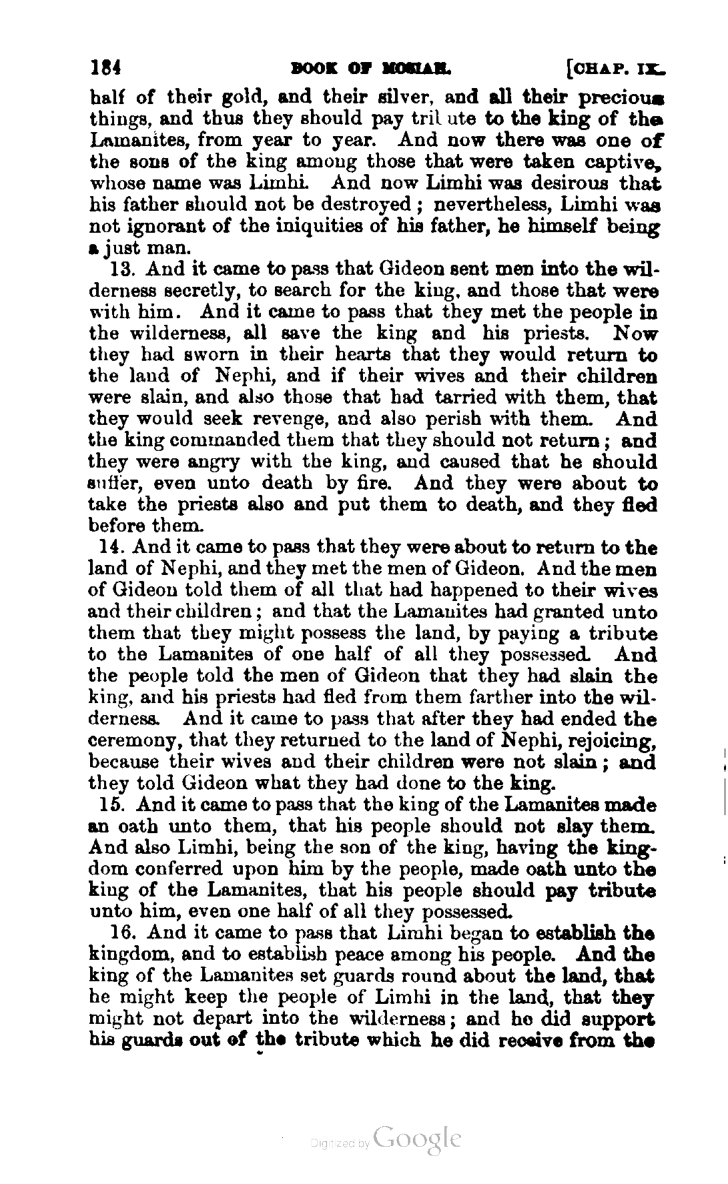 184 BOOK OF MOSIAH. [CHAP. IX.
half of their gold, and their silver, and all their precious
things, and thus they should pay tril ute to the king of the
Lamanites, from year to year. And now there was one of
the sons of the king among those that were taken captive,
whose name was Limhi. And now Limhi was desirous that
his father should not be destroyed; nevertheless, Limhi was
not ignorant of the iniquities of his father, he himself being
a just man.
13. And it came to pass that Gideon sent men into the wil-
derness secretly, to search for the king, and those that were
with him. And it came to pass that they met the people in
the wilderness, all save the king and his priests. Now
they had sworn in their hearts that they would return to
the land of Nephi, and if their wives and their children
were slain, and also those that had tarried with them, that
they would seek revenge, and also perish with them. And
the king commanded them that they should not return; and
they were angry with the king, and caused that he should
suffer, even unto death by fire. And they were about to
take the priests also and put them to death, and they fled
before them.
14. And it came to pass that they were about to return to the
land of Nephi, and they met the men of Gideon. And the men
of Gideon told them of all that had happened to their wives
and their children; and that the Lamanites had granted unto
them that they might possess the land, by paying a tribute
to the Lamanites of one half of all they possessed. And
the people told the men of Gideon that they had slain the
king, and his priests had fled from them farther into the wil-
derness. And it came to pass that after they had ended the
ceremony, that they returned to the land of Nephi, rejoicing,
because their wives and their children were not slain; and
they told Gideon what they had done to the king.
15. And it came to pass that the king of the Lamanites made
an oath unto them, that his people should not slay them.
And also Limhi, being the son of the king, having the king-
dom conferred upon him by the people, made oath unto the
king of the Lamanites, that his people should pay tribute
unto him, even one half of all they possessed.
16. And it came to pass that Limhi began to establish the
kingdom, and to establish peace among his people. And the
king of the Lamanites set guards round about the land, that
he might keep the people of Limhi in the land, that they
might not depart into the wilderness; and he did support
his guards out of the tribute which he did receive from the
Digitized by Google